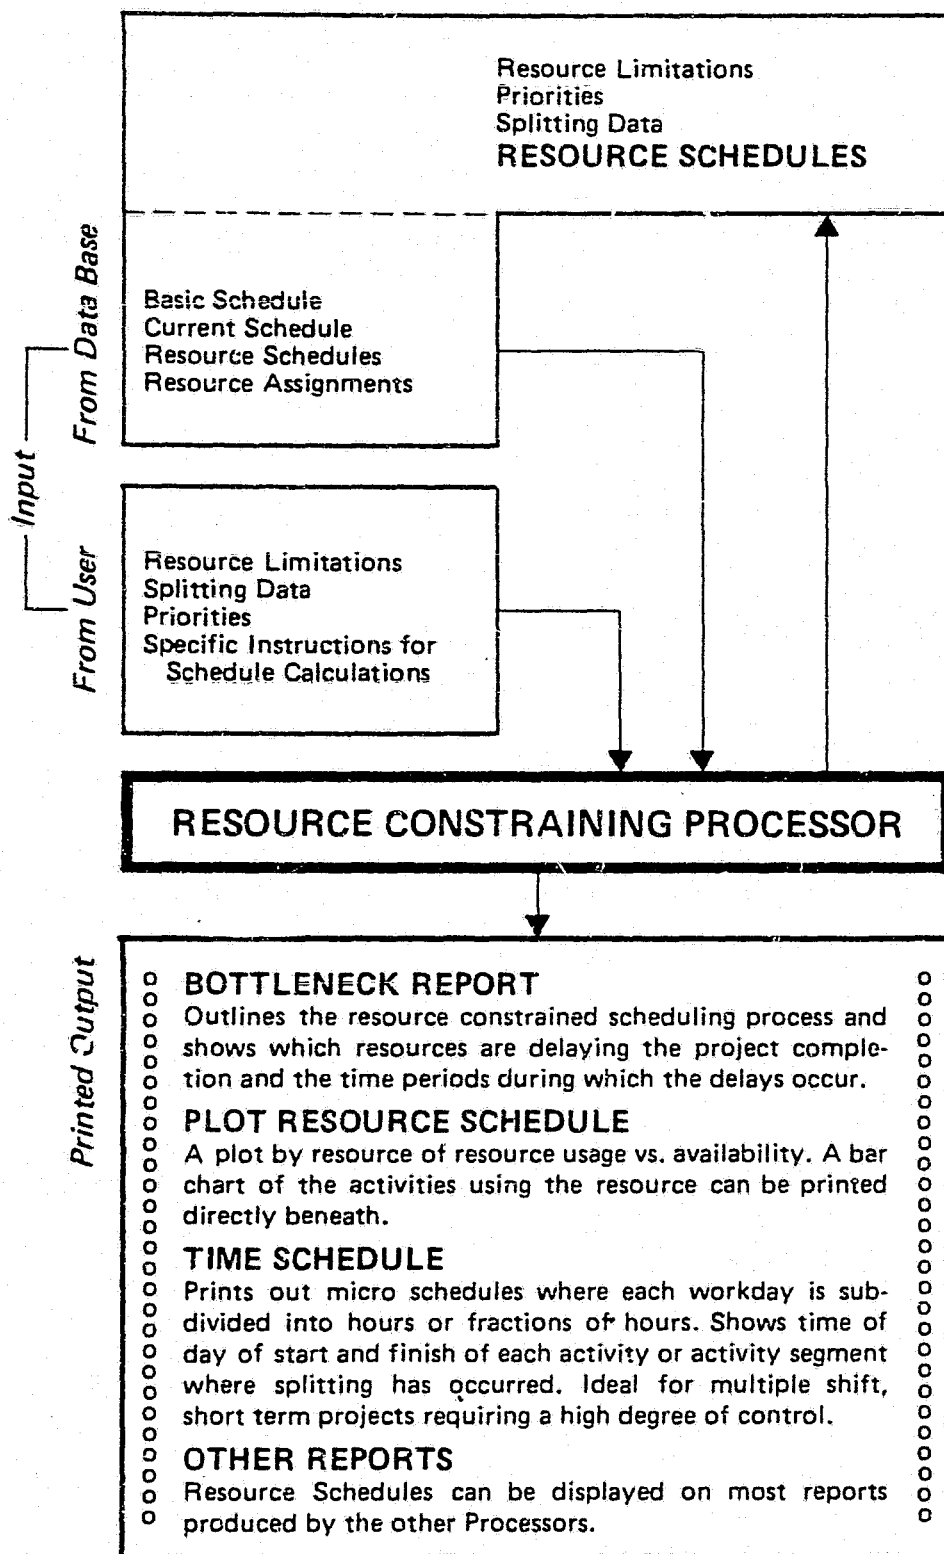 Resource Limitations
Priorities
Splitting Data
RESOURCE SCHEDULES
Input
From Data Base
Basic Schedule
Current Schedule
Resource Schedules
Resource Assignments
From User
Resource Limitations
Splitting Data
Priorities
Specific Instructions for
Schedule Calculations
RESOURCE CONSTRAINING PROCESSOR
Printed Output
BOTTLENECK REPORT
Outlines the resource constrained scheduling process and
shows which resources are delaying the project comple-
tion and the time periods during which the delays occur.
PLOT RESOURCE SCHEDULE
A plot by resource of resource usage vs. availability. A bar
chart of the activities using the resource can be printed
directly beneath.
TIME SCHEDULE
Prints out micro schedules where each workday is sub-
divided into hours or fractions of hours. Shows time of
day of start and finish of each activity or activity segment
where splitting has occurred. Ideal for multiple shift,
short term projects requiring a high degree of control.
OTHER REPORTS
Resource Schedules can be displayed on most reports
produced by the other Processors.